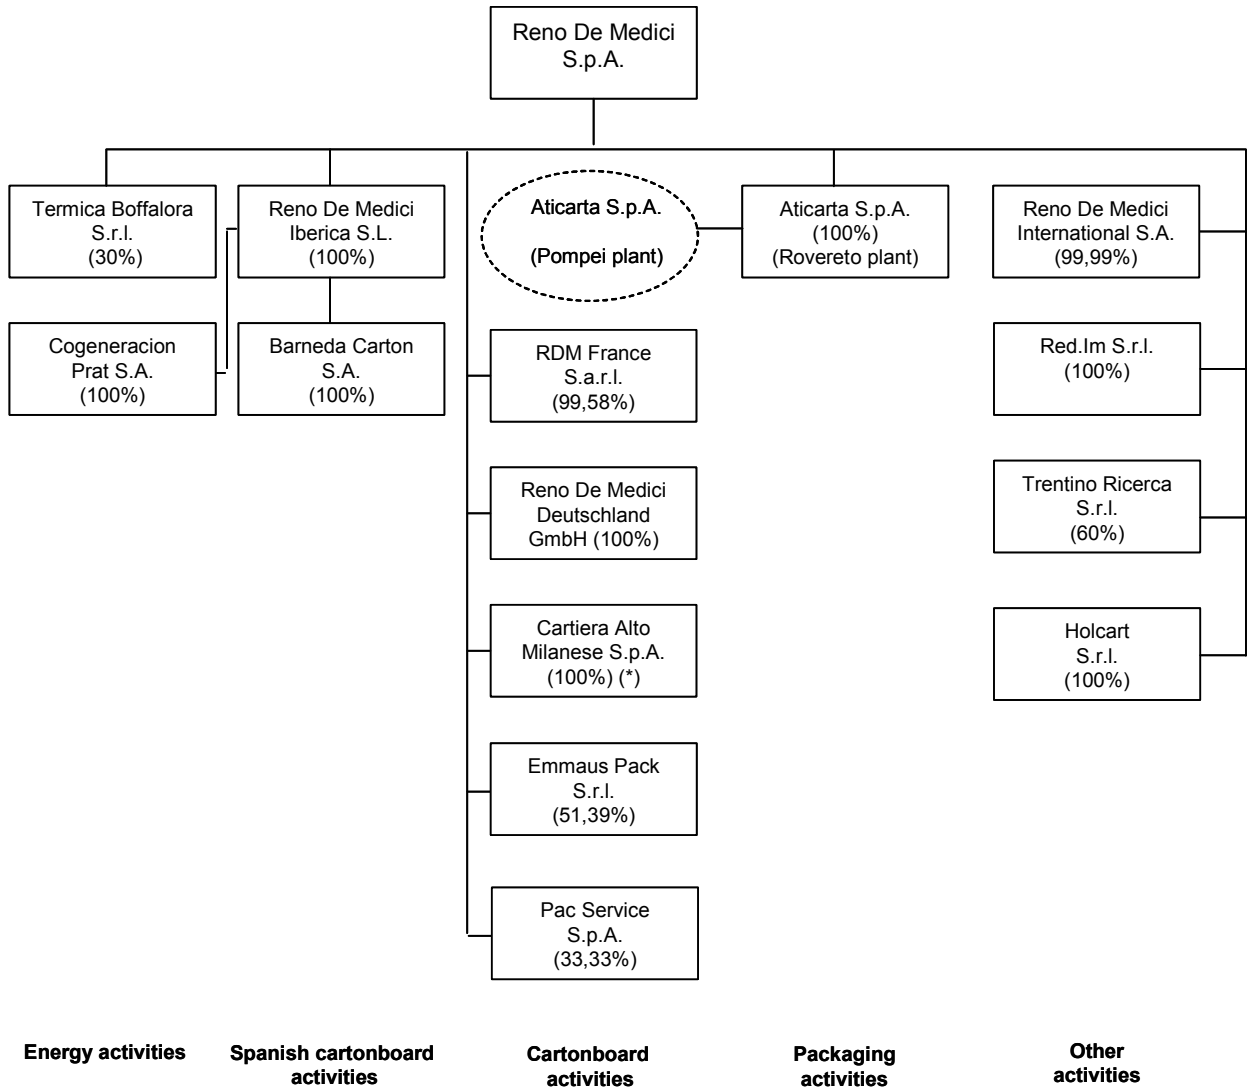 Reno De Medici
S.p.A.
Termica Boffalora
S.r.l.
(30%)
Reno De Medici
Iberica S.L.
(100%)
Aticarta S.p.A.
(Pompei plant)
Aticarta S.p.A.
(100%)
(Rovereto plant)
Reno De Medici
International S.A.
(99,99%)
Cogeneracion
Prat S.A.
(100%)
Barneda Carton
S.A.
(100%)
RDM France
S.a.r.l.
(99,58%)
Red.Im S.r.l.
(100%)
Reno De Medici
Deutschland
GmbH (100%)
Trentino Ricerca
S.r.l.
(60%)
Cartiera Alto
Milanese S.p.A.
(100%) (*)
Holcart
S.r.l.
(100%)
Emmaus Pack
S.r.l.
(51,39%)
Pac Service
S.p.A.
(33,33%)
Energy activities
Spanish cartonboard
activities
Cartonboard
activities
Packaging
activities
Other
activities